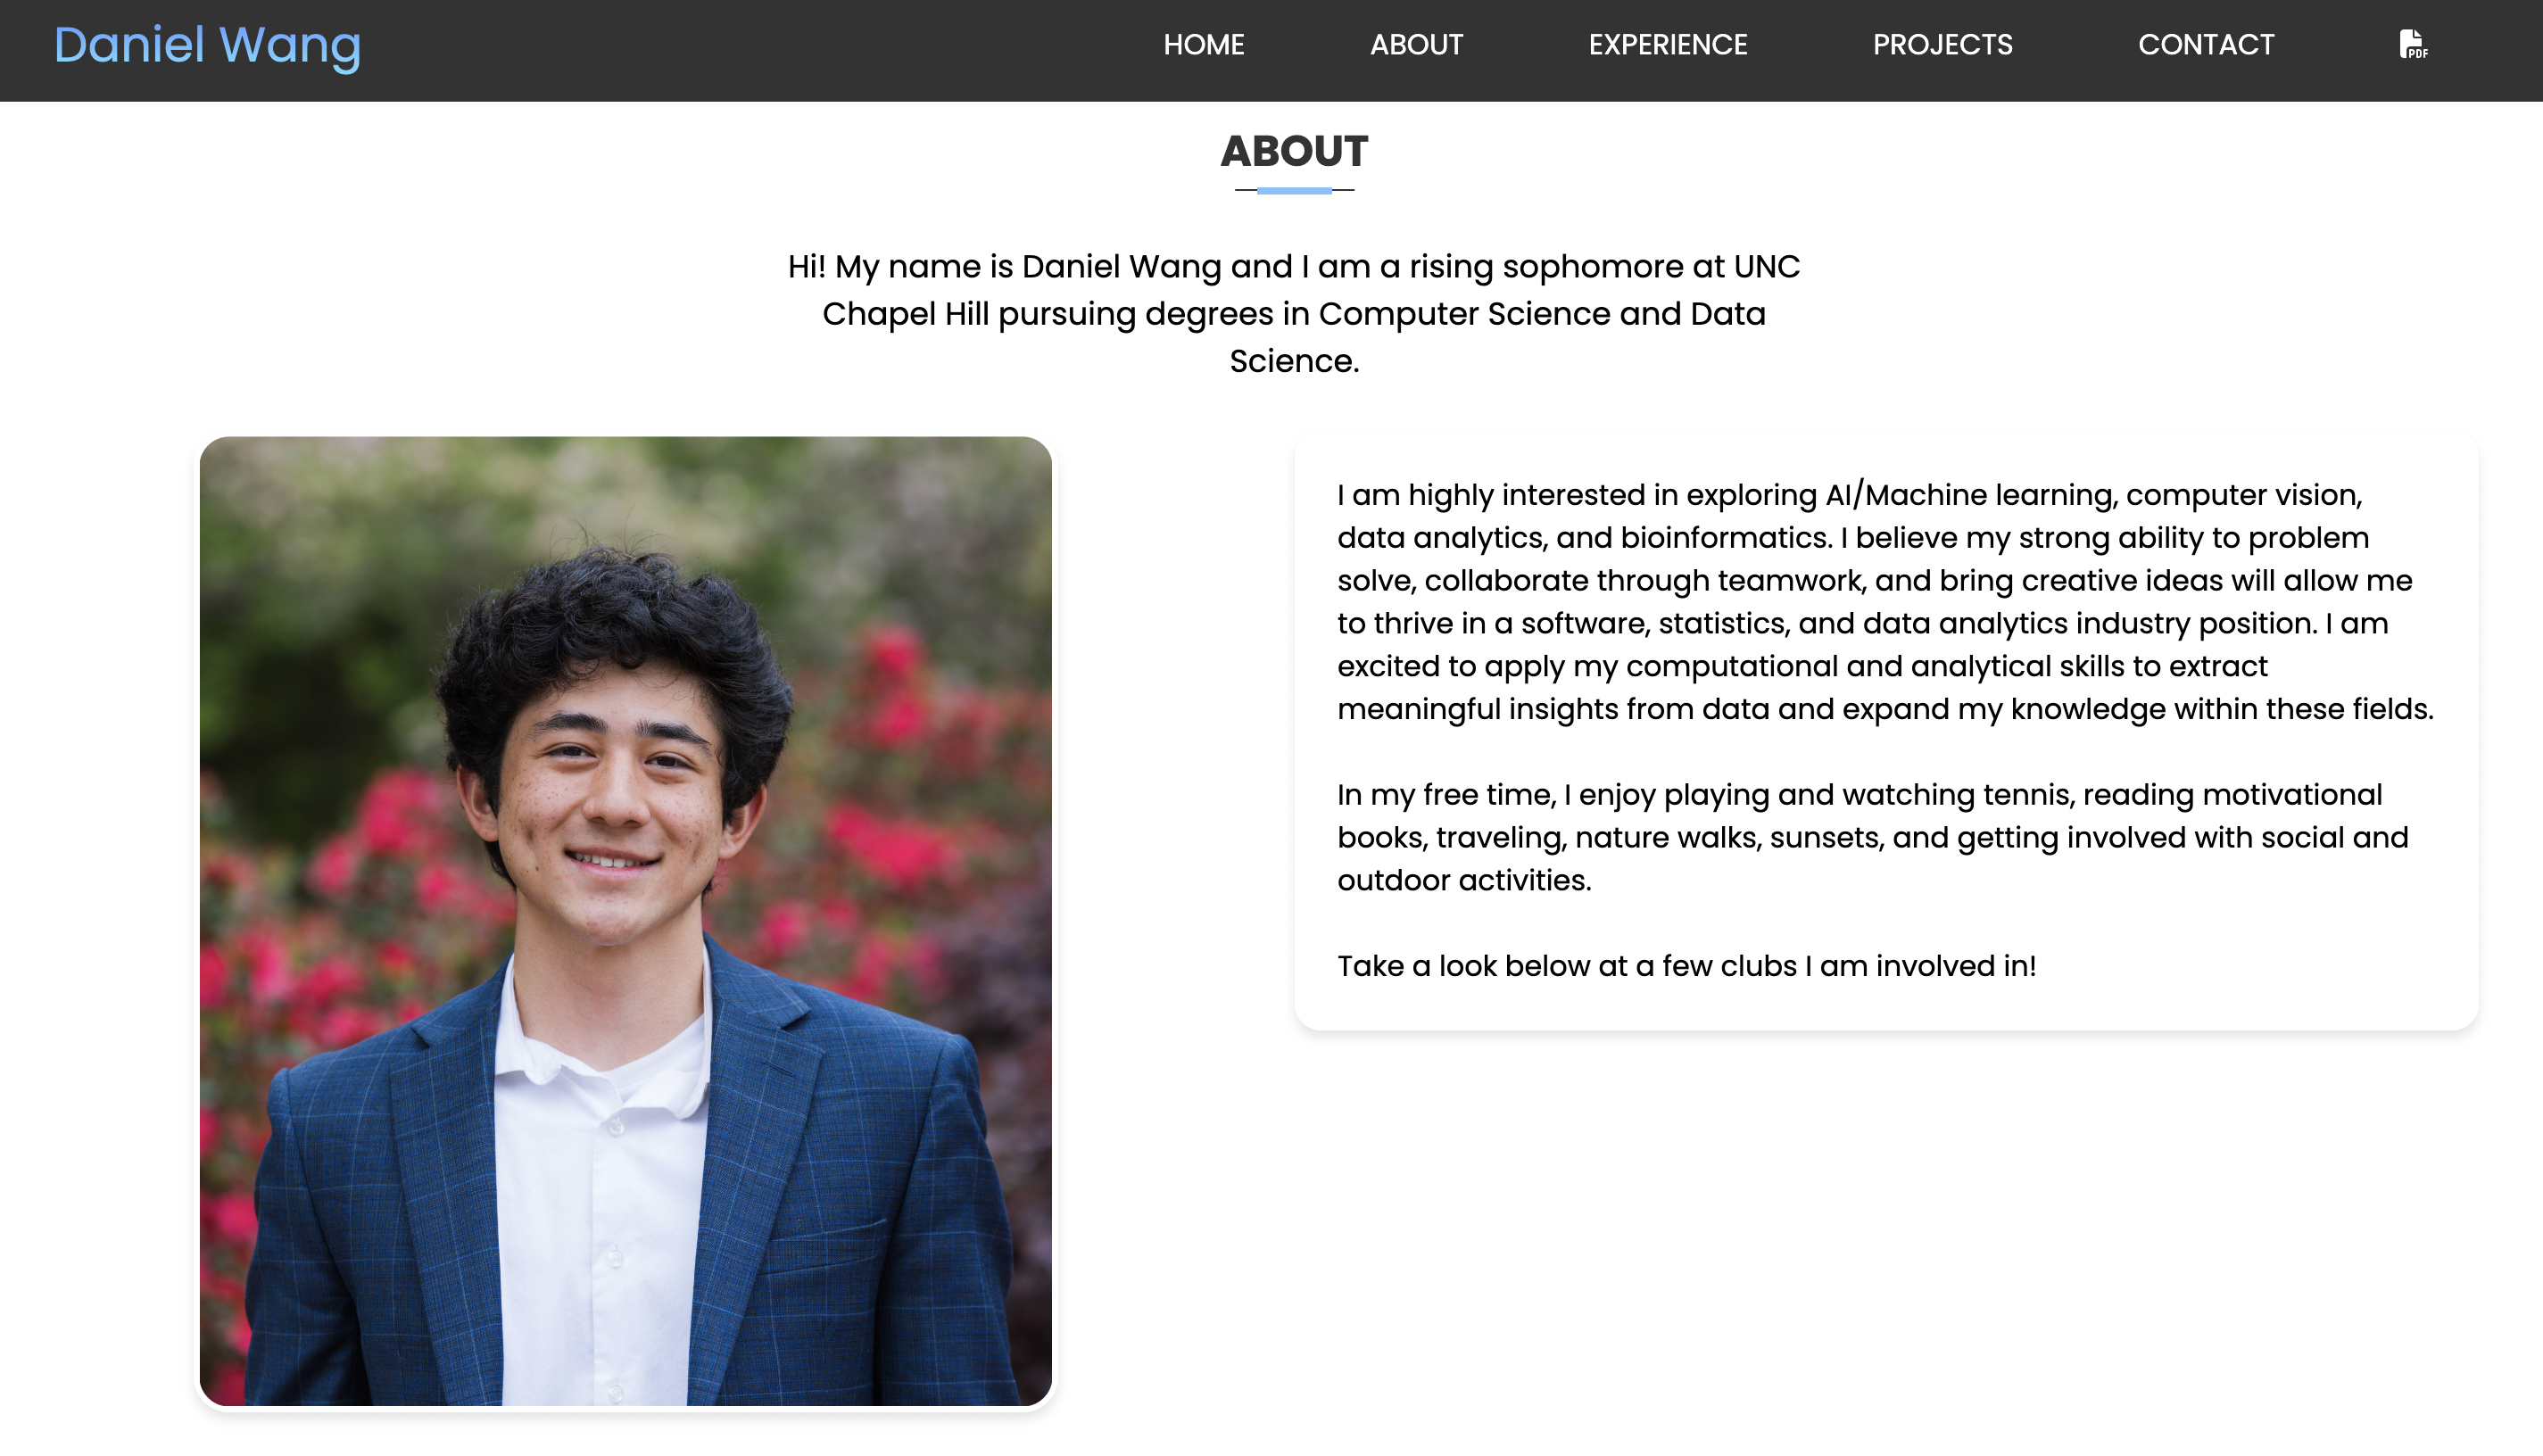 Daniel Wang
HOME
ABOUT
EXPERIENCE
PROJECTS
CONTACT
PDF
ABOUT
Hi! My name is Daniel Wang and I am a rising sophomore at UNC
Chapel Hill pursuing degrees in Computer Science and Data
Science.
I am highly interested in exploring AI/Machine learning, computer vision,
data analytics, and bioinformatics. I believe my strong ability to problem
solve, collaborate through teamwork, and bring creative ideas will allow me
to thrive in a software, statistics, and data analytics industry position. I am
excited to apply my computational and analytical skills to extract
meaningful insights from data and expand my knowledge within these fields.
In my free time, I enjoy playing and watching tennis, reading motivational
books, traveling, nature walks, sunsets, and getting involved with social and
outdoor activities.
Take a look below at a few clubs I am involved in!